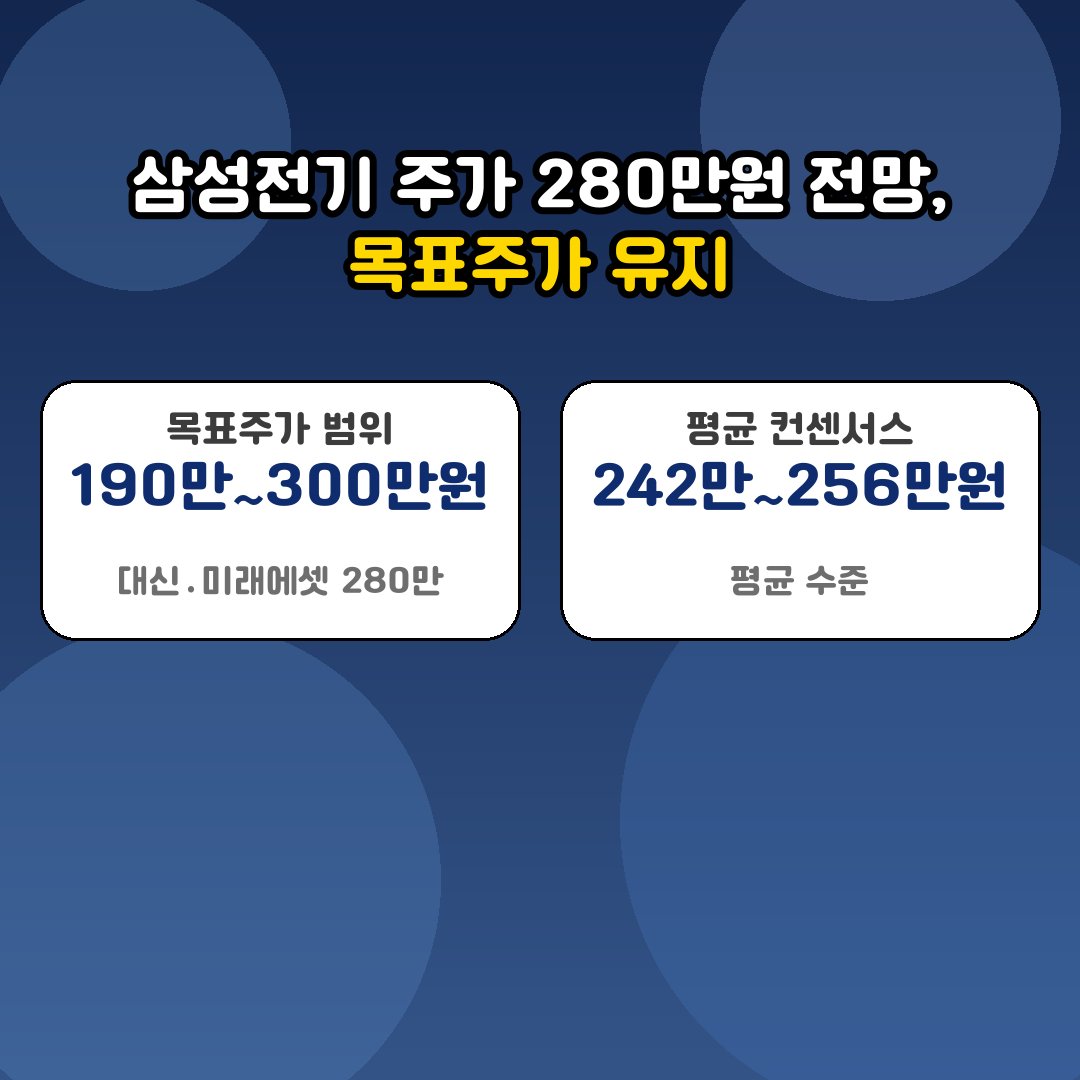 삼성전기 주가 280만원 전망,
목표주가 유지
목표주가 범위
190만~300만원
대신.미래에셋 280만
평균 컨센서스
242만~256만원
평균 수준